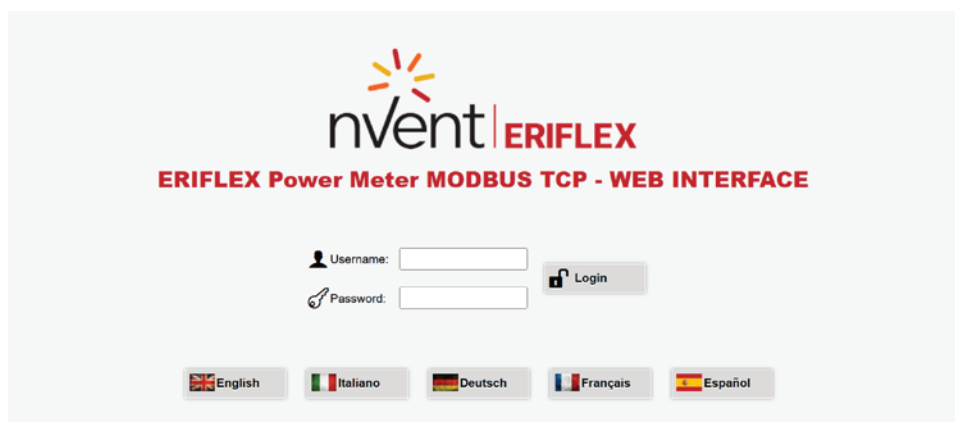 nVent ERIFLEX
ERIFLEX Power Meter MODBUS TCP - WEB INTERFACE
Username:
Login
Password:
English Italiano Deutsch Français Español